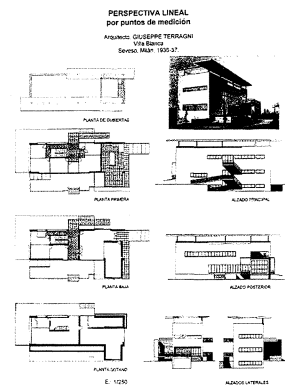 PERSPECTIVA LINEAL
por puntos de medición
Arquitecto. GIUSEPPE TERRAGNI
Villa Bianca
Seveso, Milán, 1936-37.
PLANTA DE CUBIERTAS
PLANTA PRIMERA
ALZADO PRINCIPAL
PLANTA BAJA
ALZADO POSTERIOR
PLANTA SOTANO
ALZADOS LATERALES
E.: 1/250